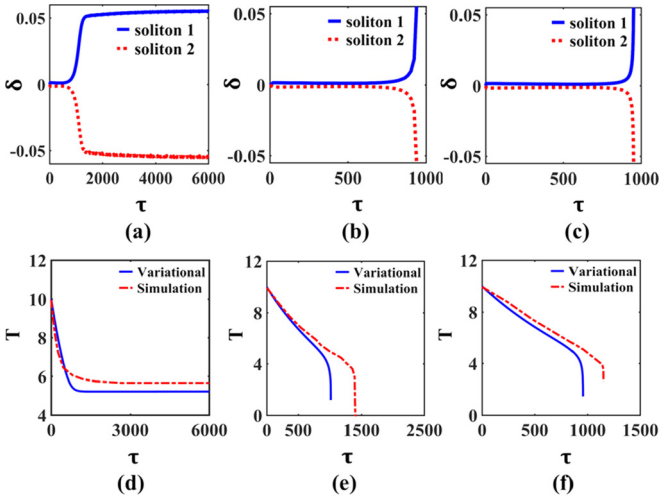 0.05
0
-0.05
δ
soliton 1
soliton 2
0 2000 4000 6000
τ
(a)
0.05
0
-0.05
δ
soliton 1
soliton 2
0 500 1000
τ
(b)
0.05
0
-0.05
δ
soliton 1
soliton 2
0 500 1000
τ
(c)
12
10
8
6
4
T
Variational
Simulation
0 3000 6000
τ
(d)
12
8
4
0
T
Variational
Simulation
0 500 1500 2500
τ
(e)
12
8
4
0
T
Variational
Simulation
0 500 1000 1500
τ
(f)